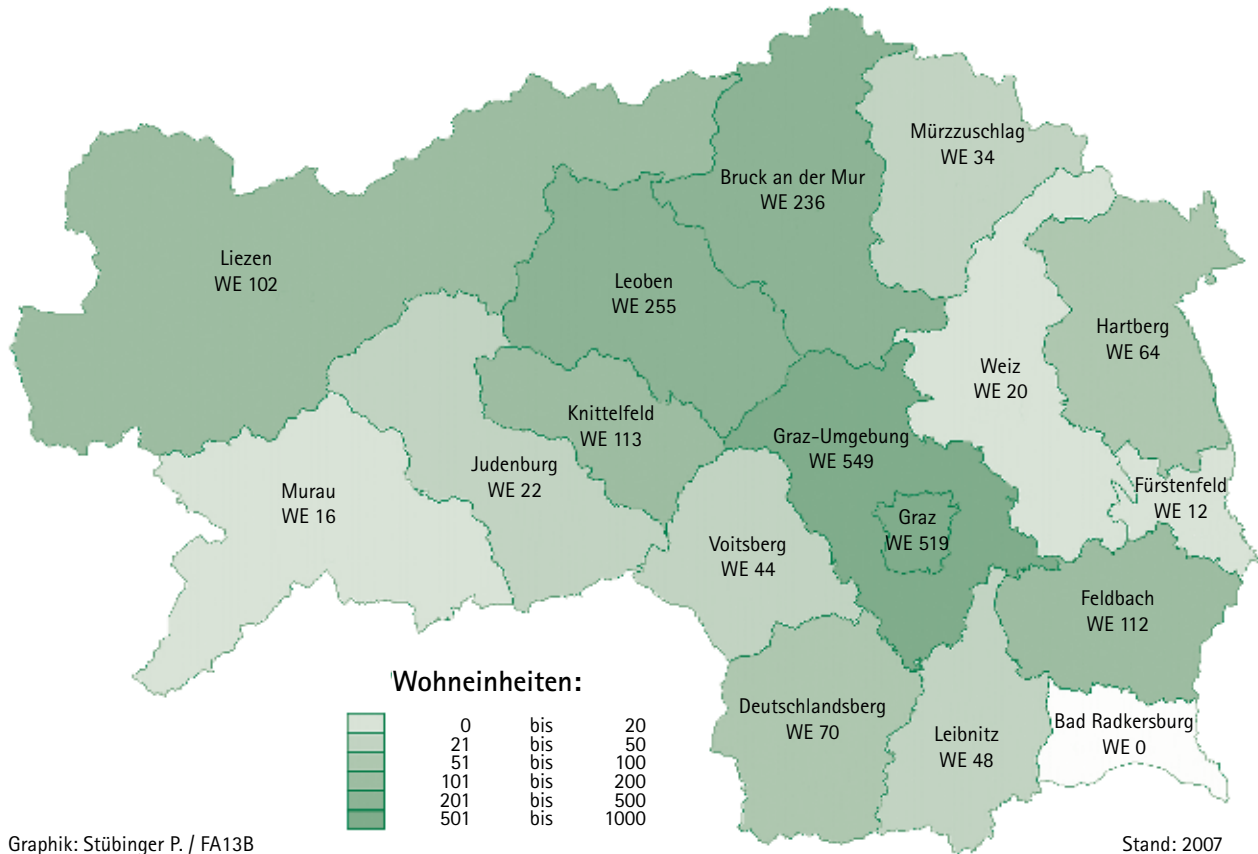 Mürzzuschlag
WE 34
Bruck an der Mur
WE 236
Liezen
WE 102
Leoben
WE 255
Hartberg
WE 64
Weiz
WE 20
Knittelfeld
WE 113
Graz-Umgebung
WE 549
Judenburg
WE 22
Murau
WE 16
Fürstenfeld
WE 12
Graz
WE 519
Voitsberg
WE 44
Feldbach
WE 112
Deutschlandsberg
WE 70
Leibnitz
WE 48
Bad Radkersburg
WE 0
Wohneinheiten:
0 bis 20
21 bis 50
51 bis 100
101 bis 200
201 bis 500
501 bis 1000
Graphik: Stübinger P. / FA13B
Stand: 2007